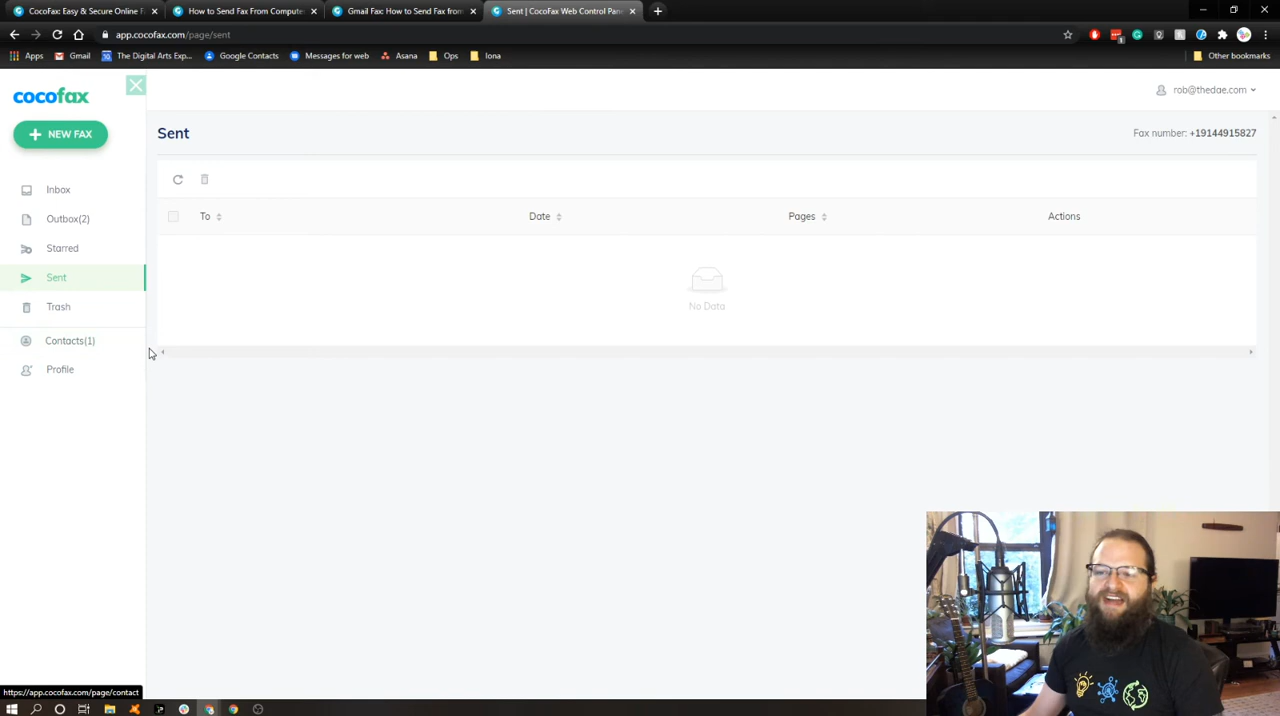 CocoFax Easy & Secure Online F
How to Send Fax From Compute
Gmail Fax: How to Send Fax from
Sent | CocoFax Web Control Pan
app.cocofax.com/page/sent
Apps
Gmail
The Digital Arts Exp...
Google Contacts
Messages for web
Asana
Ops
Iona
Other bookmarks
cocofax
rob@thedae.com
+ NEW FAX
Sent
Fax number: +19144915827
Inbox
Outbox(2)
Starred
Sent
Trash
Contacts(1)
Profile
To
Date
Pages
Actions
No Data
https://app.cocofax.com/page/contact